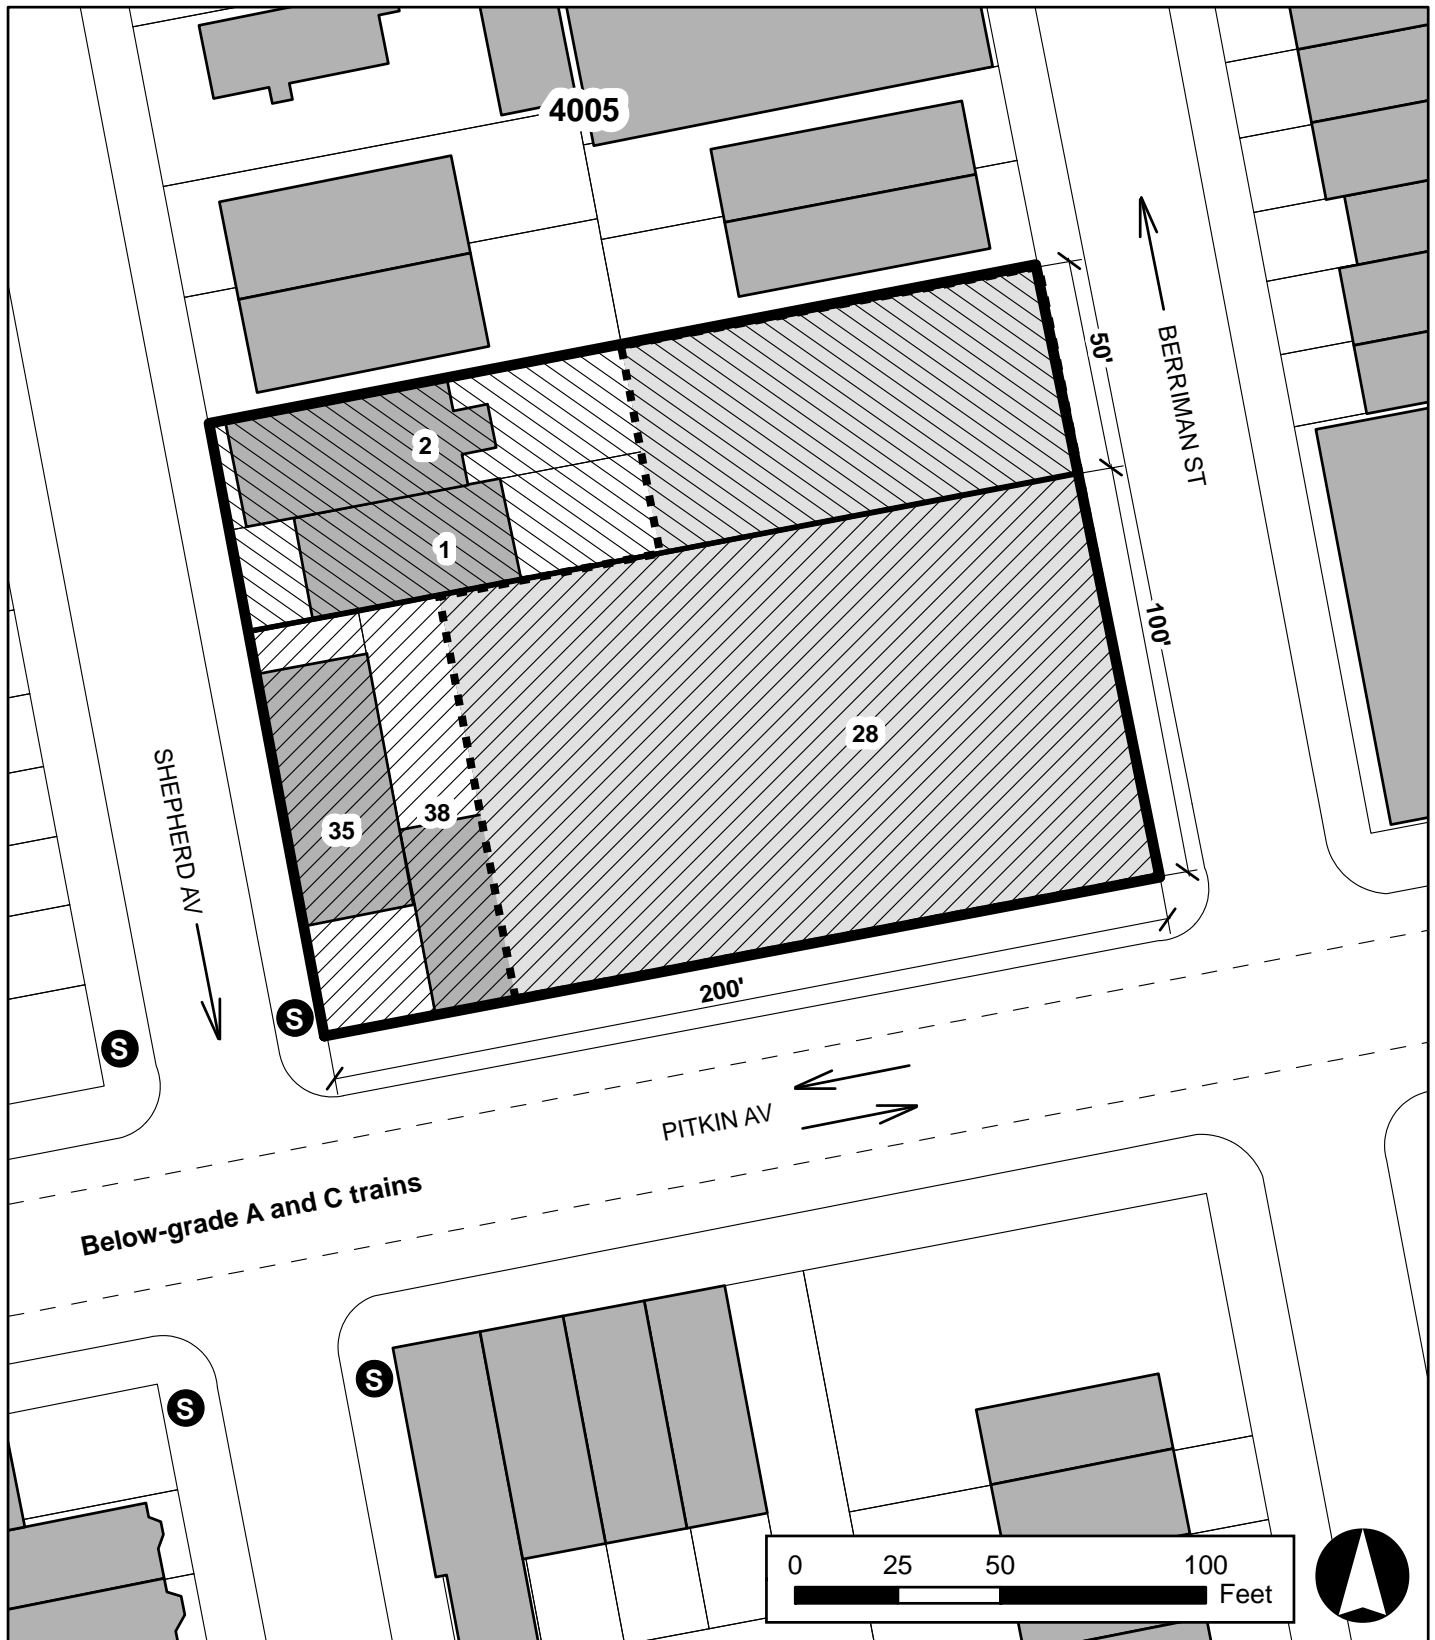 4005
BERRIMAN ST
50'
2
1
100'
28
SHEPHERD AV
35
38
200'
S
S
PITKIN AV
Below-grade A and C trains
S
S
0 25 50 100
Feet